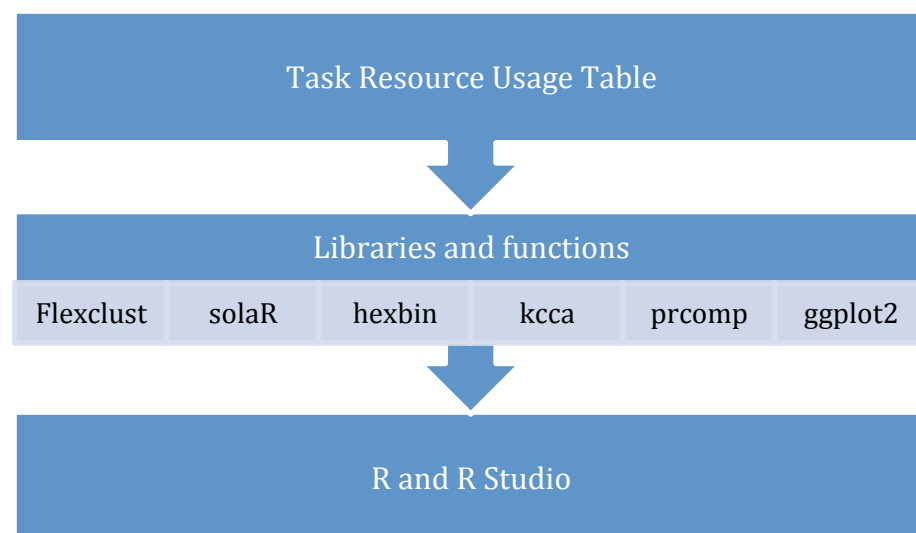 Task Resource Usage Table
Libraries and functions
Flexclust solaR hexbin kcca prcomp ggplot2
R and R Studio